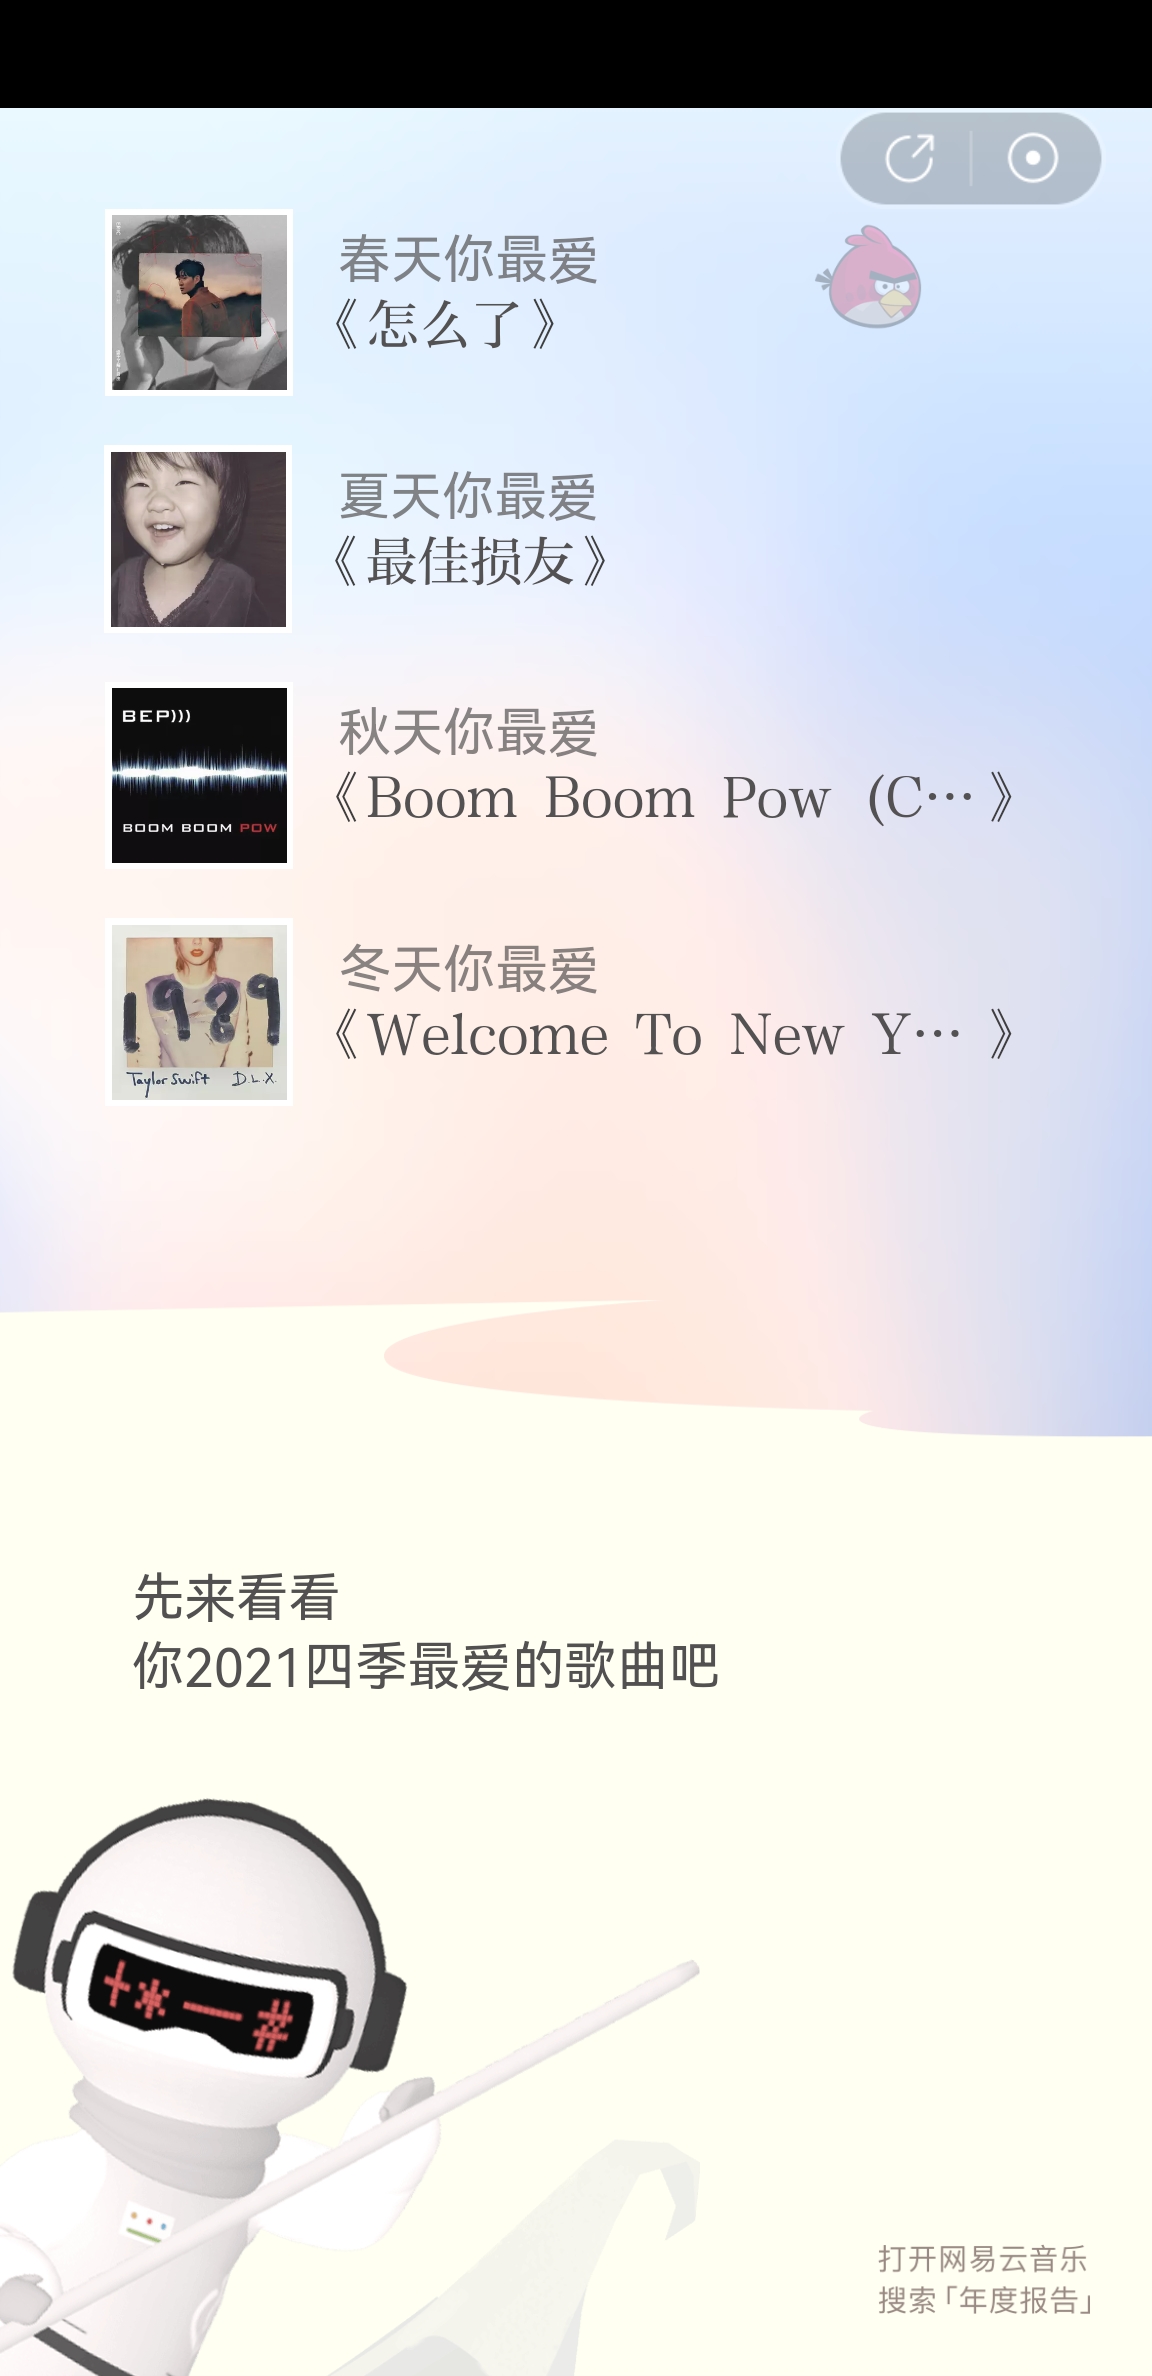 春天你最爱
《怎么了》
夏天你最爱
《最佳损友》
BEP)))
BOOM BOOM POW
秋天你最爱
《Boom Boom Pow (C…》
1989
Taylor Swift D.L.X.
冬天你最爱
《Welcome To New Y… 》
先来看看
你2021四季最爱的歌曲吧
+*—#
打开网易云音乐
搜索「年度报告」